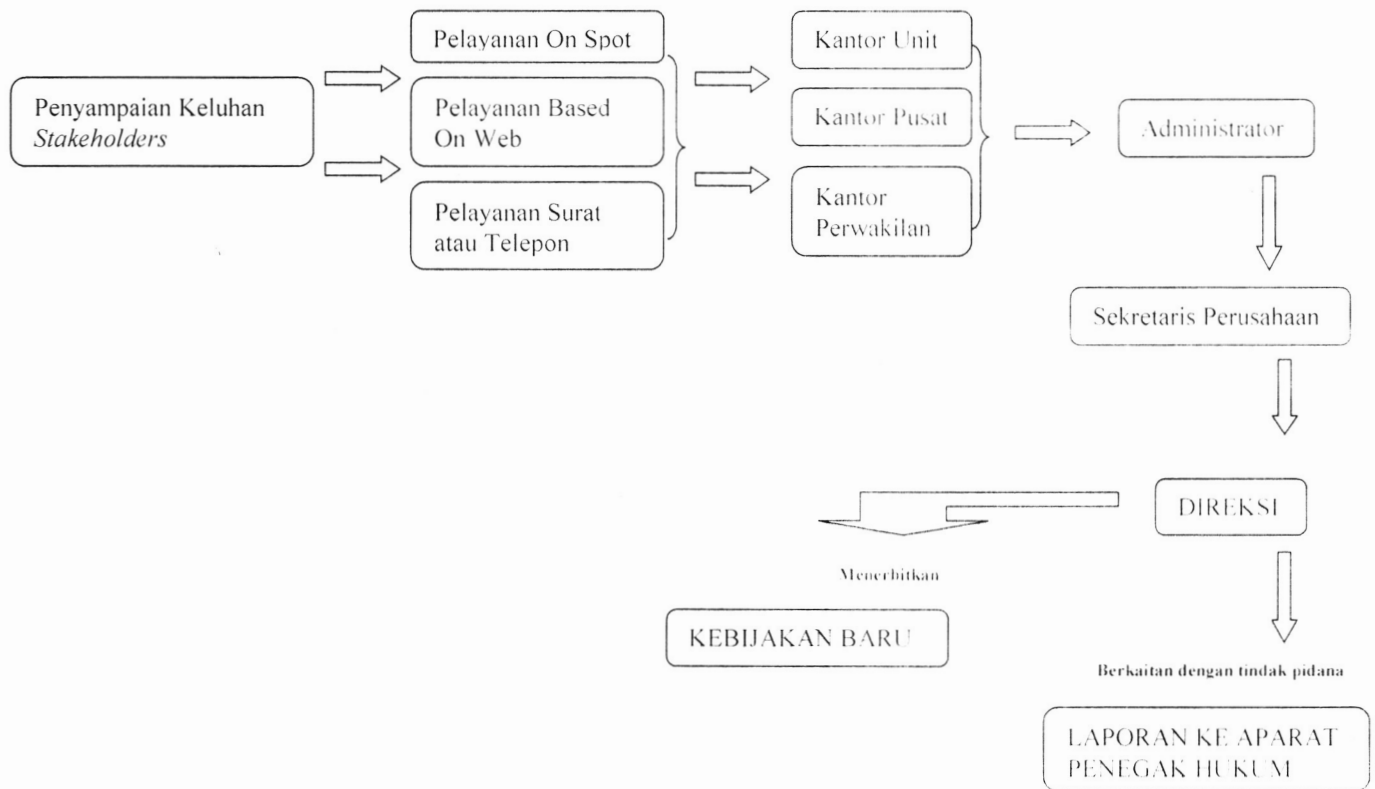 Penyampaian Keluhan
Stakeholders
Pelayanan On Spot
Pelayanan Based
On Web
Pelayanan Surat
atau Telepon
Kantor Unit
Kantor Pusat
Kantor
Perwakilan
Administrator
Sekretaris Perusahaan
DIREKSI
Menerbitkan
KEBIJAKAN BARU
Berkaitan dengan tindak pidana
LAPORAN KE APARAT
PENEGAK HUKUM